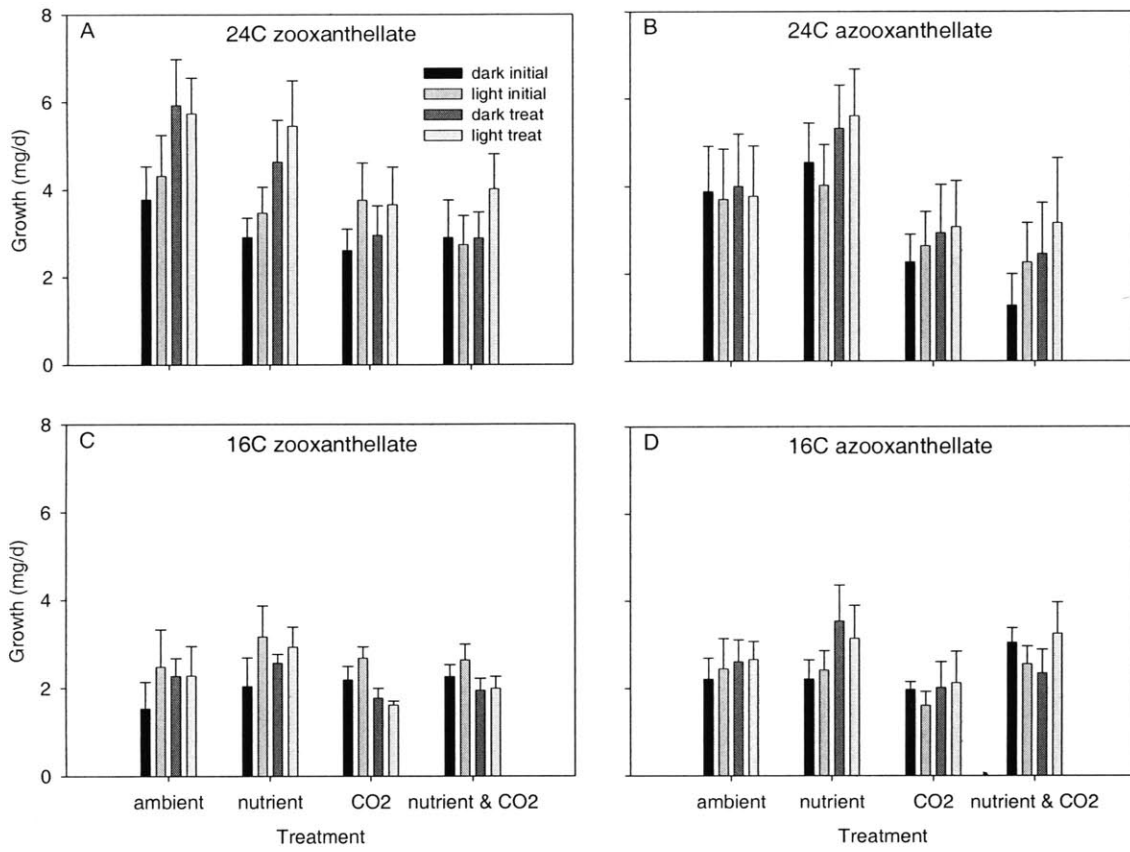 A
24C zooxanthellate
dark initial
light initial
dark treat
light treat
8
6
4
2
0
Growth (mg/d)
B
24C azooxanthellate
C
16C zooxanthellate
8
6
4
2
0
Growth (mg/d)
ambient nutrient CO2 nutrient & CO2
Treatment
D
16C azooxanthellate
ambient nutrient CO2 nutrient & CO2
Treatment